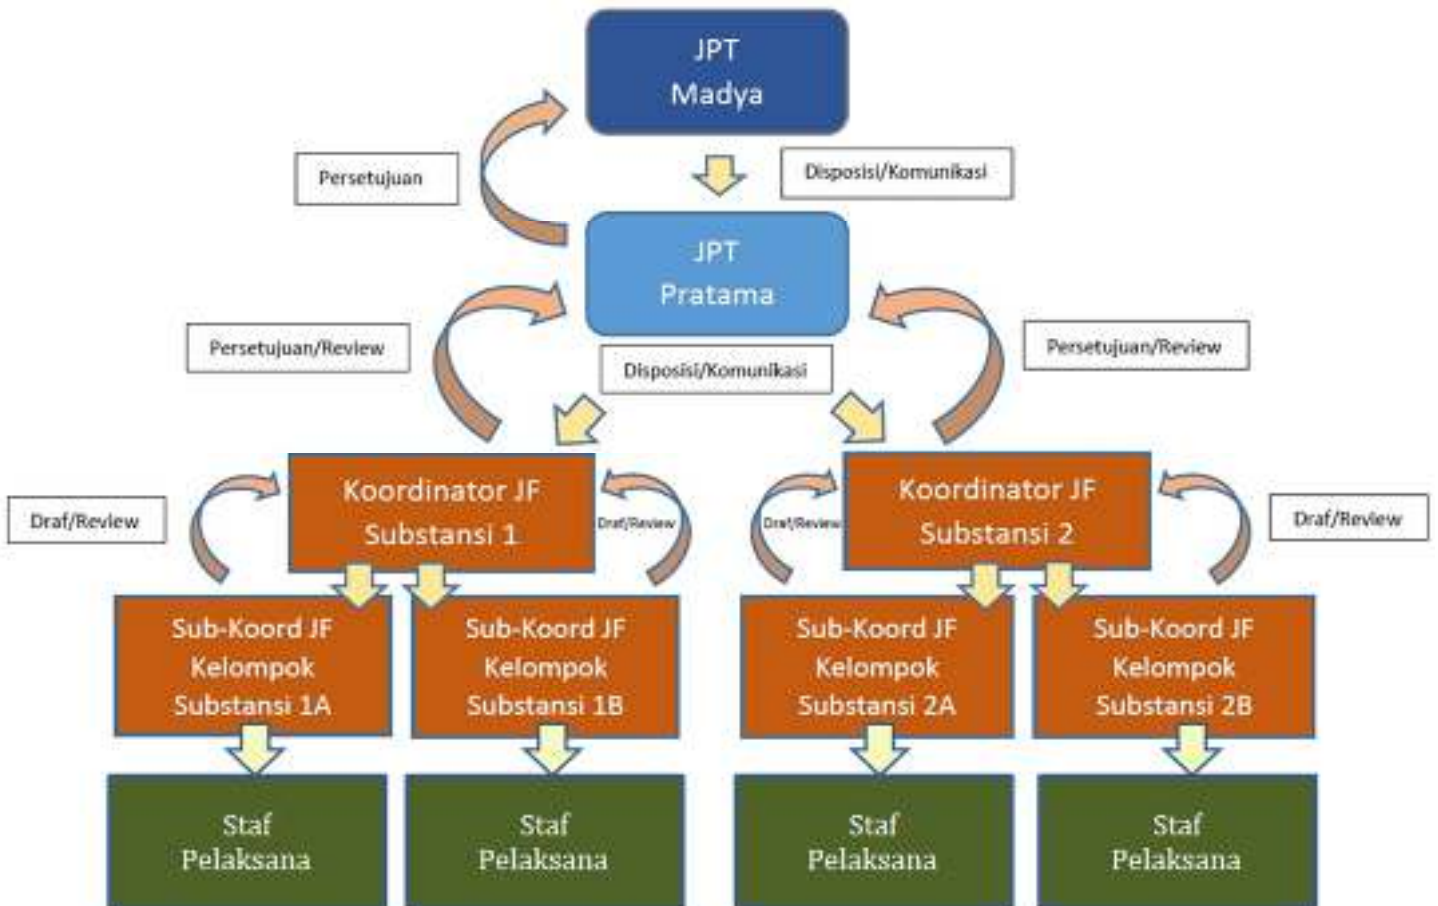 JPT
Madya
Persetujuan
Disposisi/Komunikasi
JPT
Pratama
Persetujuan/Review
Disposisi/Komunikasi
Persetujuan/Review
Draf/Review
Koordinator JF
Substansi 1
Draf/Review
Draf/Review
Koordinator JF
Substansi 2
Draf/Review
Sub-Koord JF
Kelompok
Substansi 1A
Sub-Koord JF
Kelompok
Substansi 1B
Sub-Koord JF
Kelompok
Substansi 2A
Sub-Koord JF
Kelompok
Substansi 2B
Staf
Pelaksana
Staf
Pelaksana
Staf
Pelaksana
Staf
Pelaksana